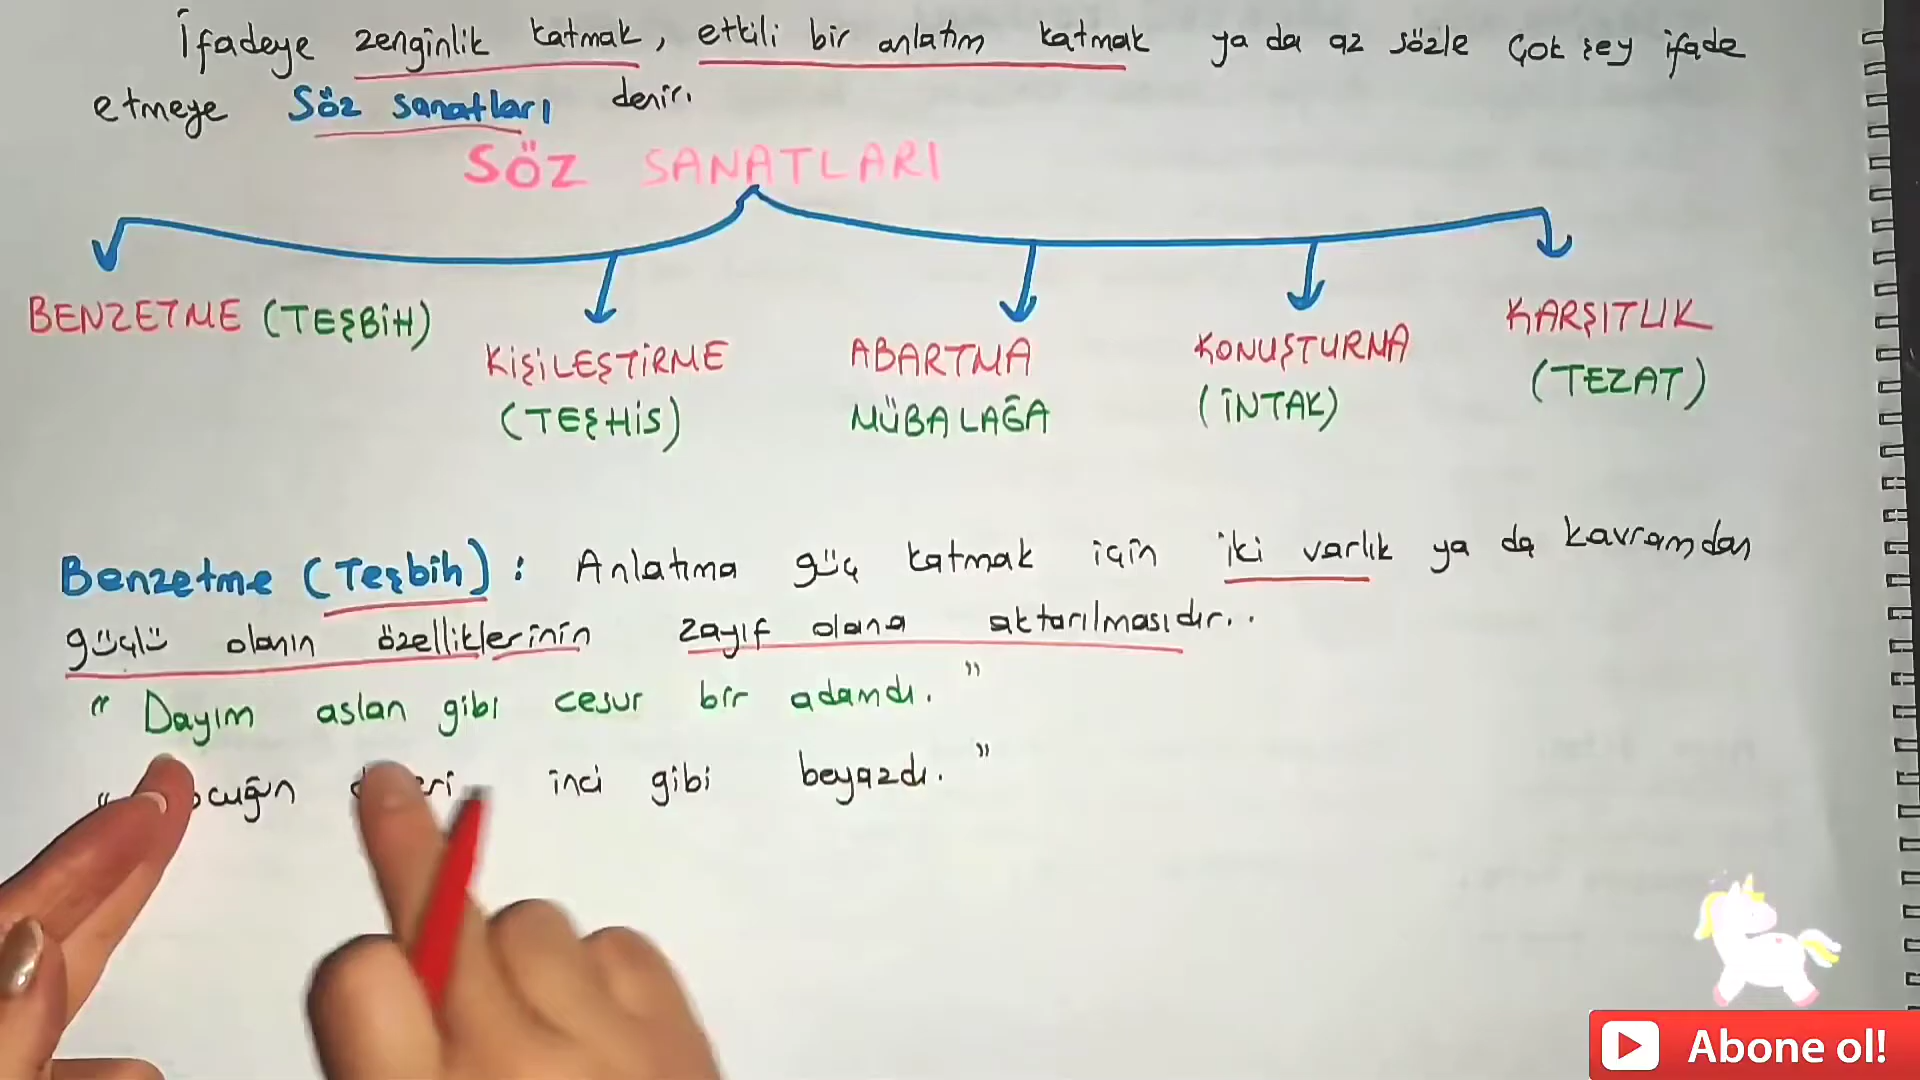 İfadeye zenginlik katmak, etkili bir anlatım katmak ya da az sözle çok şey ifade
etmeye Söz sanatları denir.
SÖZ SANATLARI
BENZETME (TEŞBİH)
KİŞİLEŞTİRME
(TEŞHİS)
ABARTMA
MÜBALAĞA
KONUŞTURMA
(İNTAK)
KARŞITLIK
(TEZAT)
Benzetme (Teşbih) : Anlatıma güç katmak için iki varlık ya da kavramdan
güçlü olanın özelliklerinin zayıf olana aktarılmasıdır..
" Dayım aslan gibi cesur bir adamdı. "
" inci gibi beyazdı. "
Abone ol!